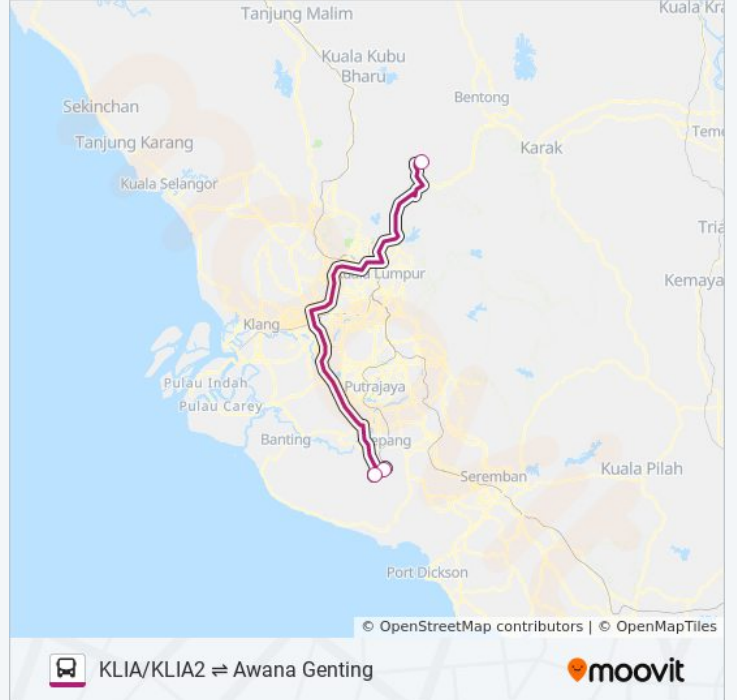 Tanjung Malim
Kuala Kra
Kuala Kubu
Bharu
Bentong
Sekinchan
Teme
Tanjung Karang
Karak
Kuala Selangor
Tria
Kuala Lumpur
Kemaya
Klang
Pulau Indah
Putrajaya
Pulau Carey
Banting
epang
Kuala Pilah
Seremban
Port Dickson
© OpenStreetMap contributors | © OpenMapTiles
KLIA/KLIA2 ⇌ Awana Genting
moovit